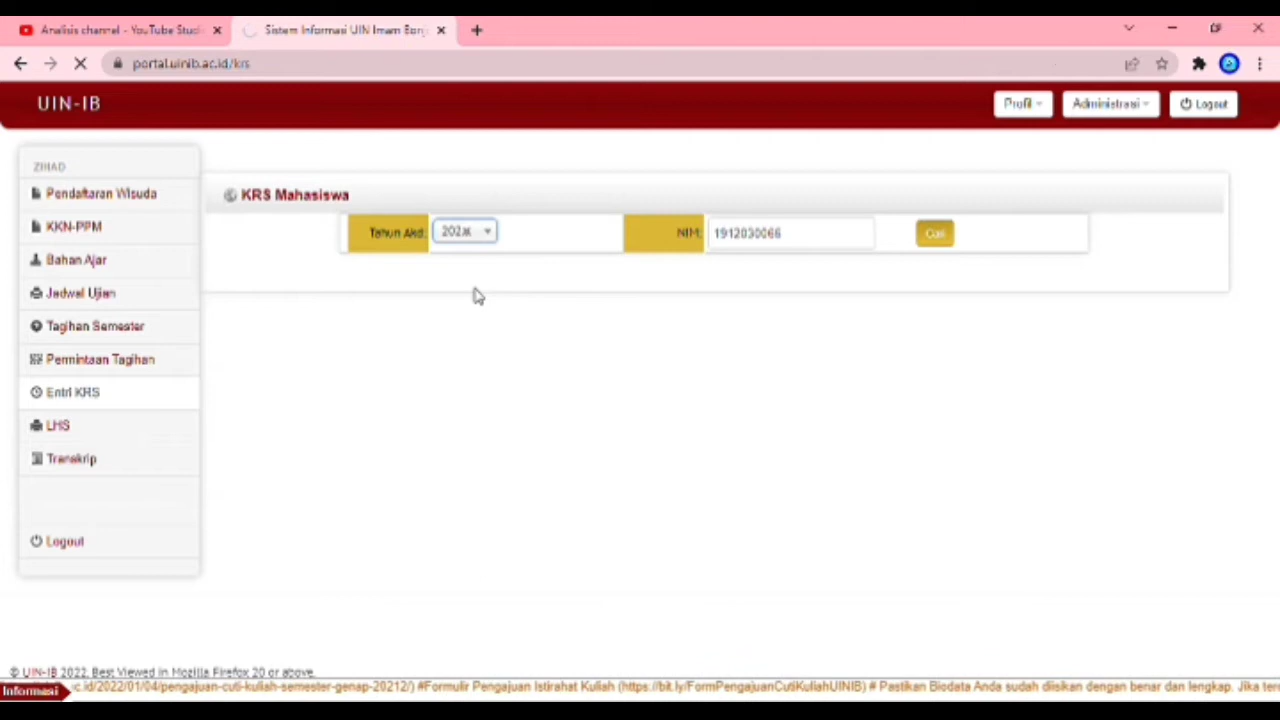 Analisis channel - YouTube Studi
Sistem Informasi UIN Imam Bonj
portal.uinib.ac.id/krs
UIN-IB
Profil
Administrasi
Logout
ZIHAD
Pendaftaran Wisuda
KKN-PPM
Bahan Ajar
Jadwal Ujian
Tagihan Semester
Permintaan Tagihan
Entri KRS
LHS
Transkrip
Logout
KRS Mahasiswa
Tahun Akd:
NIM:
1912030066
Cari
© UIN-IB 2022. Best Viewed in Mozilla Firefox 20 or above.
Informasi
c.id/2022/01/04/pengajuan-cuti-kuliah-semester-genap-20212/) #Formulir Pengajuan Istirahat Kuliah (https://bit.ly/FormPengajuanCutiKuliahUINIB) # Pastikan Biodata Anda sudah diisikan dengan benar dan lengkap. Jika ter